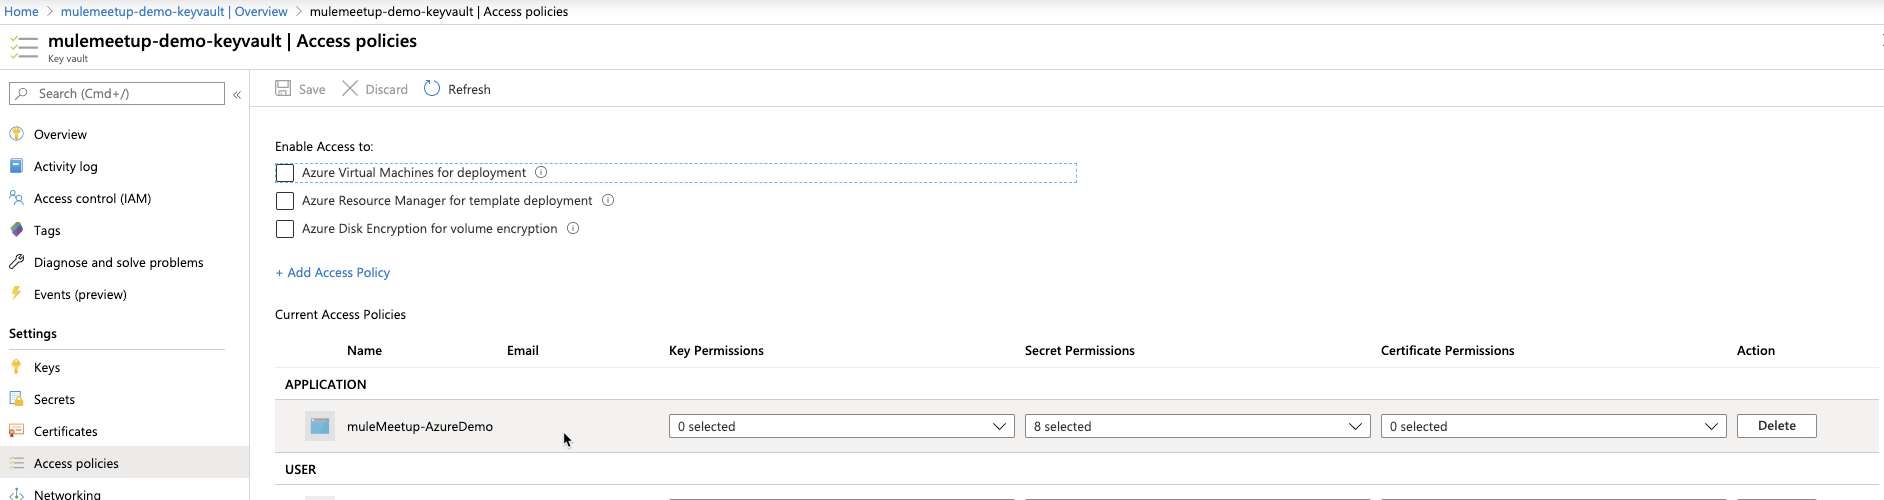 Home > mulemeetup-demo-keyvault | Overview > mulemeetup-demo-keyvault | Access policies
mulemeetup-demo-keyvault | Access policies
Key vault
Search (Cmd+/)
«
Overview
Activity log
Access control (IAM)
Tags
Diagnose and solve problems
Events (preview)
Settings
Keys
Secrets
Certificates
Access policies
Networking
Save Discard Refresh
Enable Access to:
Azure Virtual Machines for deployment
Azure Resource Manager for template deployment
Azure Disk Encryption for volume encryption
+ Add Access Policy
Current Access Policies
Name Email Key Permissions Secret Permissions Certificate Permissions Action
APPLICATION
muleMeetup-AzureDemo 0 selected 8 selected 0 selected Delete
USER